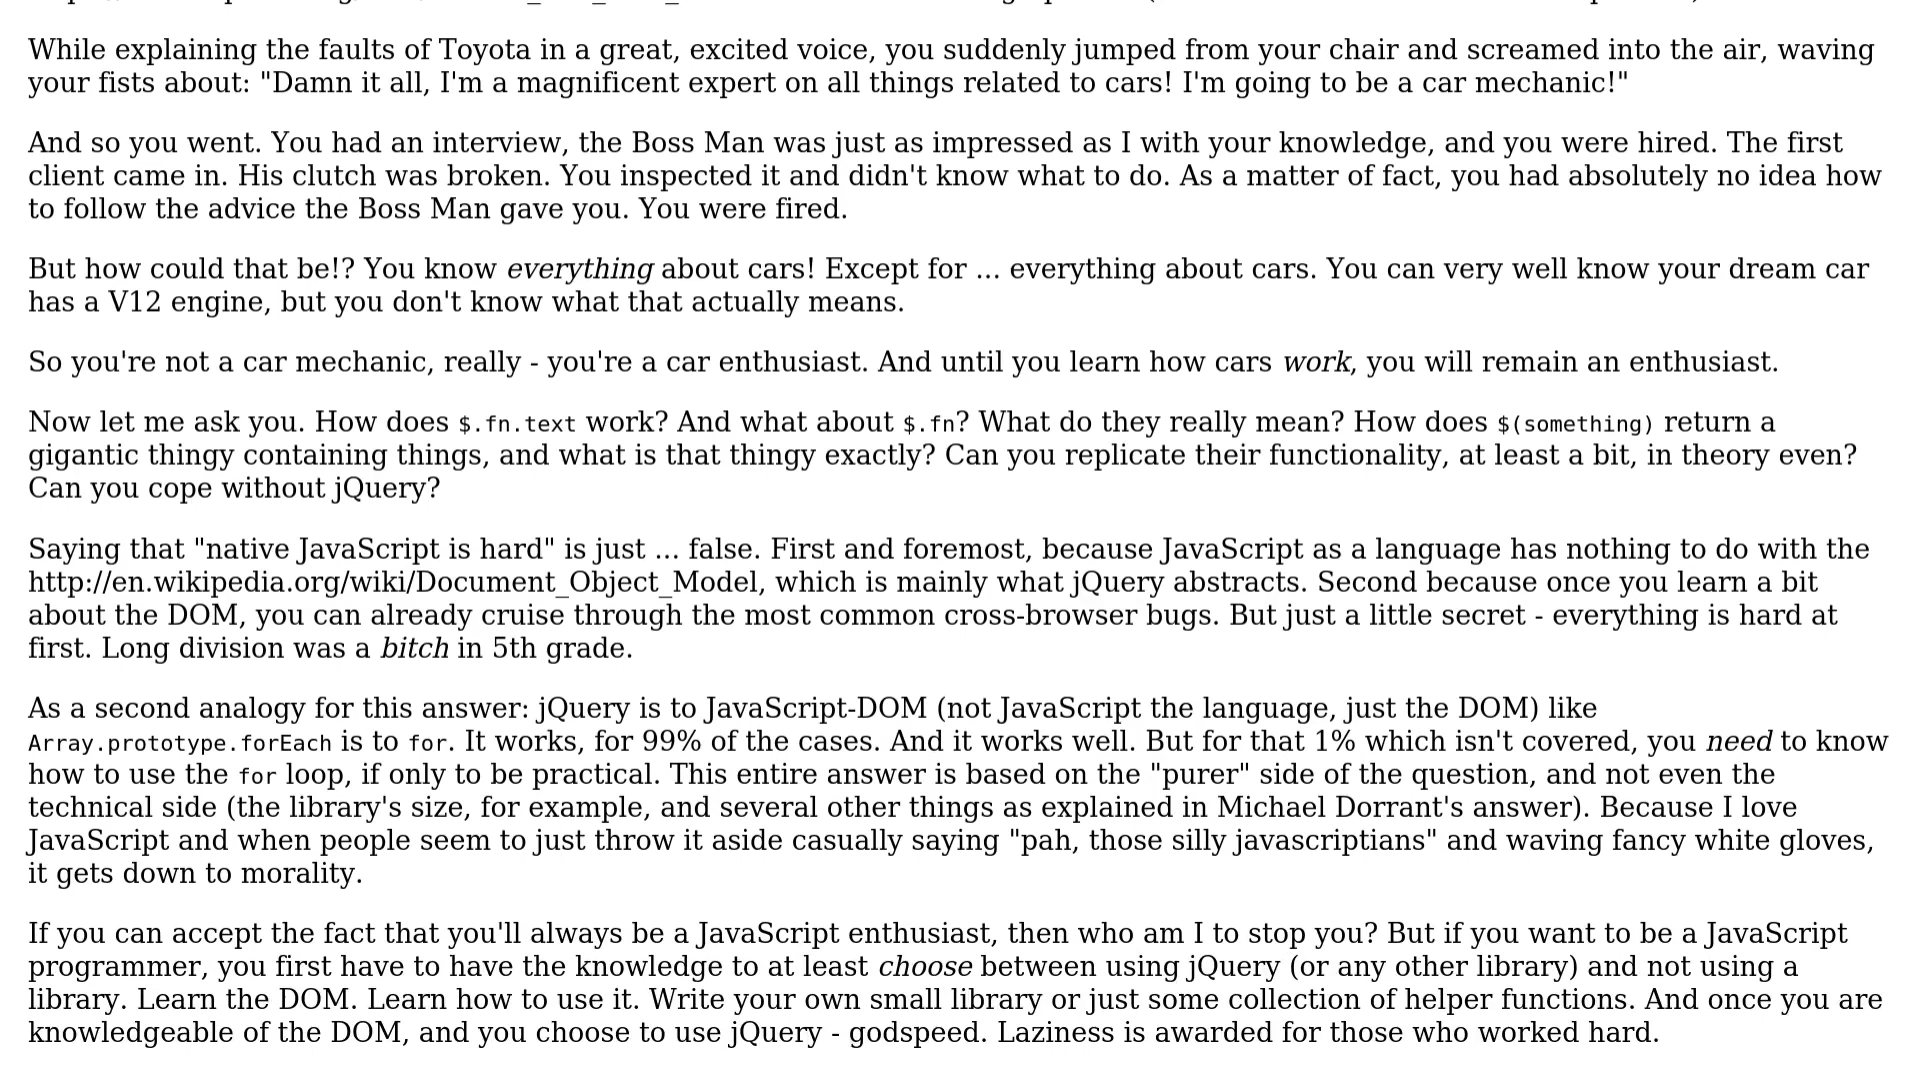 While explaining the faults of Toyota in a great, excited voice, you suddenly jumped from your chair and screamed into the air, waving
your fists about: "Damn it all, I'm a magnificent expert on all things related to cars! I'm going to be a car mechanic!"
And so you went. You had an interview, the Boss Man was just as impressed as I with your knowledge, and you were hired. The first
client came in. His clutch was broken. You inspected it and didn't know what to do. As a matter of fact, you had absolutely no idea how
to follow the advice the Boss Man gave you. You were fired.
But how could that be!? You know everything about cars! Except for ... everything about cars. You can very well know your dream car
has a V12 engine, but you don't know what that actually means.
So you're not a car mechanic, really - you're a car enthusiast. And until you learn how cars work, you will remain an enthusiast.
Now let me ask you. How does $.fn.text work? And what about $.fn? What do they really mean? How does $(something) return a
gigantic thingy containing things, and what is that thingy exactly? Can you replicate their functionality, at least a bit, in theory even?
Can you cope without jQuery?
Saying that "native JavaScript is hard" is just ... false. First and foremost, because JavaScript as a language has nothing to do with the
http://en.wikipedia.org/wiki/Document_Object_Model, which is mainly what jQuery abstracts. Second because once you learn a bit
about the DOM, you can already cruise through the most common cross-browser bugs. But just a little secret - everything is hard at
first. Long division was a bitch in 5th grade.
As a second analogy for this answer: jQuery is to JavaScript-DOM (not JavaScript the language, just the DOM) like
Array.prototype.forEach is to for. It works, for 99% of the cases. And it works well. But for that 1% which isn't covered, you need to know
how to use the for loop, if only to be practical. This entire answer is based on the "purer" side of the question, and not even the
technical side (the library's size, for example, and several other things as explained in Michael Dorrant's answer). Because I love
JavaScript and when people seem to just throw it aside casually saying "pah, those silly javascriptians" and waving fancy white gloves,
it gets down to morality.
If you can accept the fact that you'll always be a JavaScript enthusiast, then who am I to stop you? But if you want to be a JavaScript
programmer, you first have to have the knowledge to at least choose between using jQuery (or any other library) and not using a
library. Learn the DOM. Learn how to use it. Write your own small library or just some collection of helper functions. And once you are
knowledgeable of the DOM, and you choose to use jQuery - godspeed. Laziness is awarded for those who worked hard.